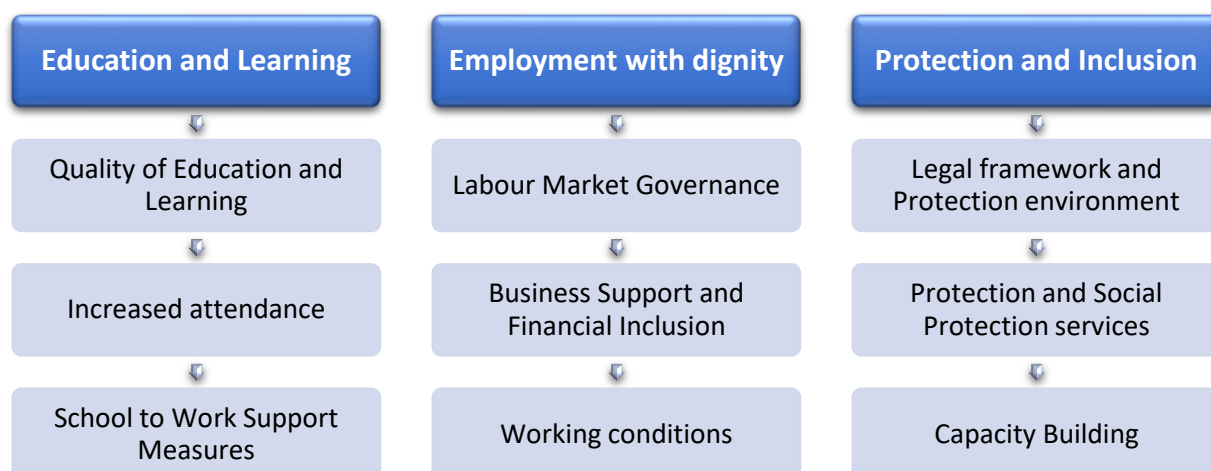 Education and Learning
Quality of Education and
Learning
Increased attendance
School to Work Support
Measures
Employment with dignity
Labour Market Governance
Business Support and
Financial Inclusion
Working conditions
Protection and Inclusion
Legal framework and
Protection environment
Protection and Social
Protection services
Capacity Building